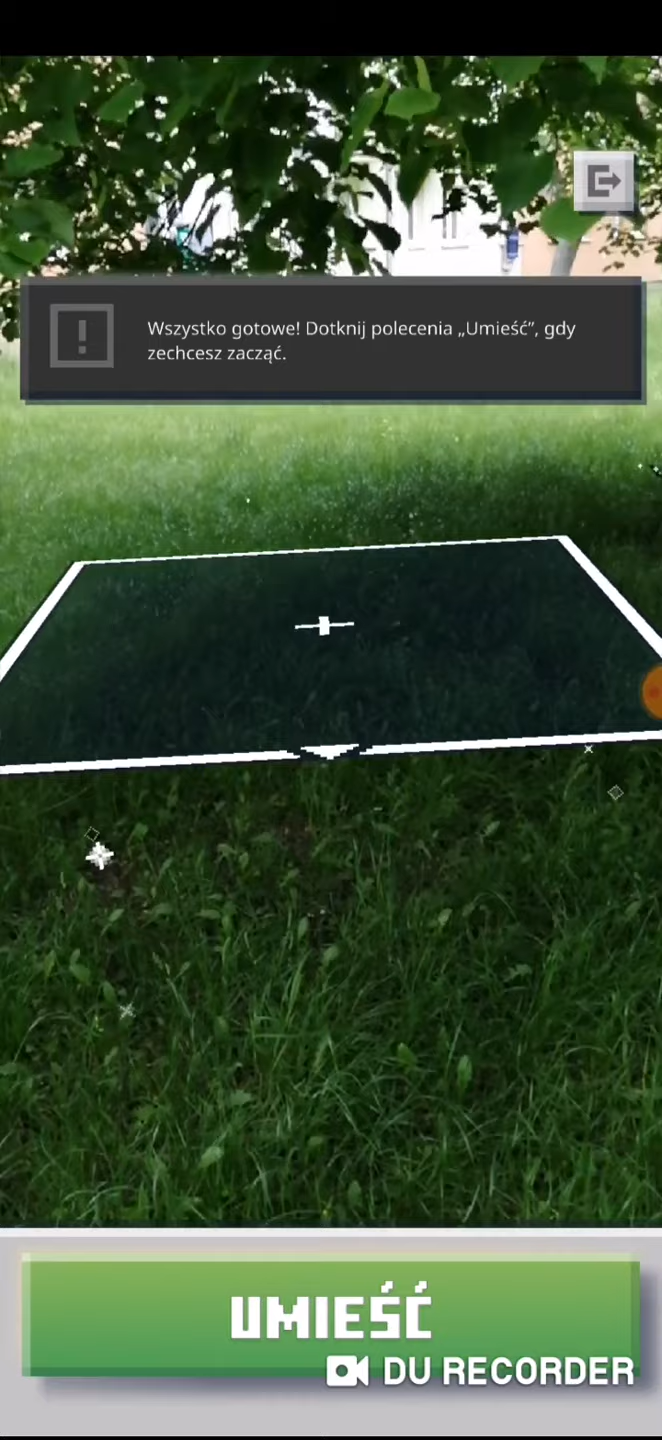 Wszystko gotowe! Dotknij polecenia „Umieść”, gdy
zechcesz zacząć.
UMIEŚĆ
DU RECORDER